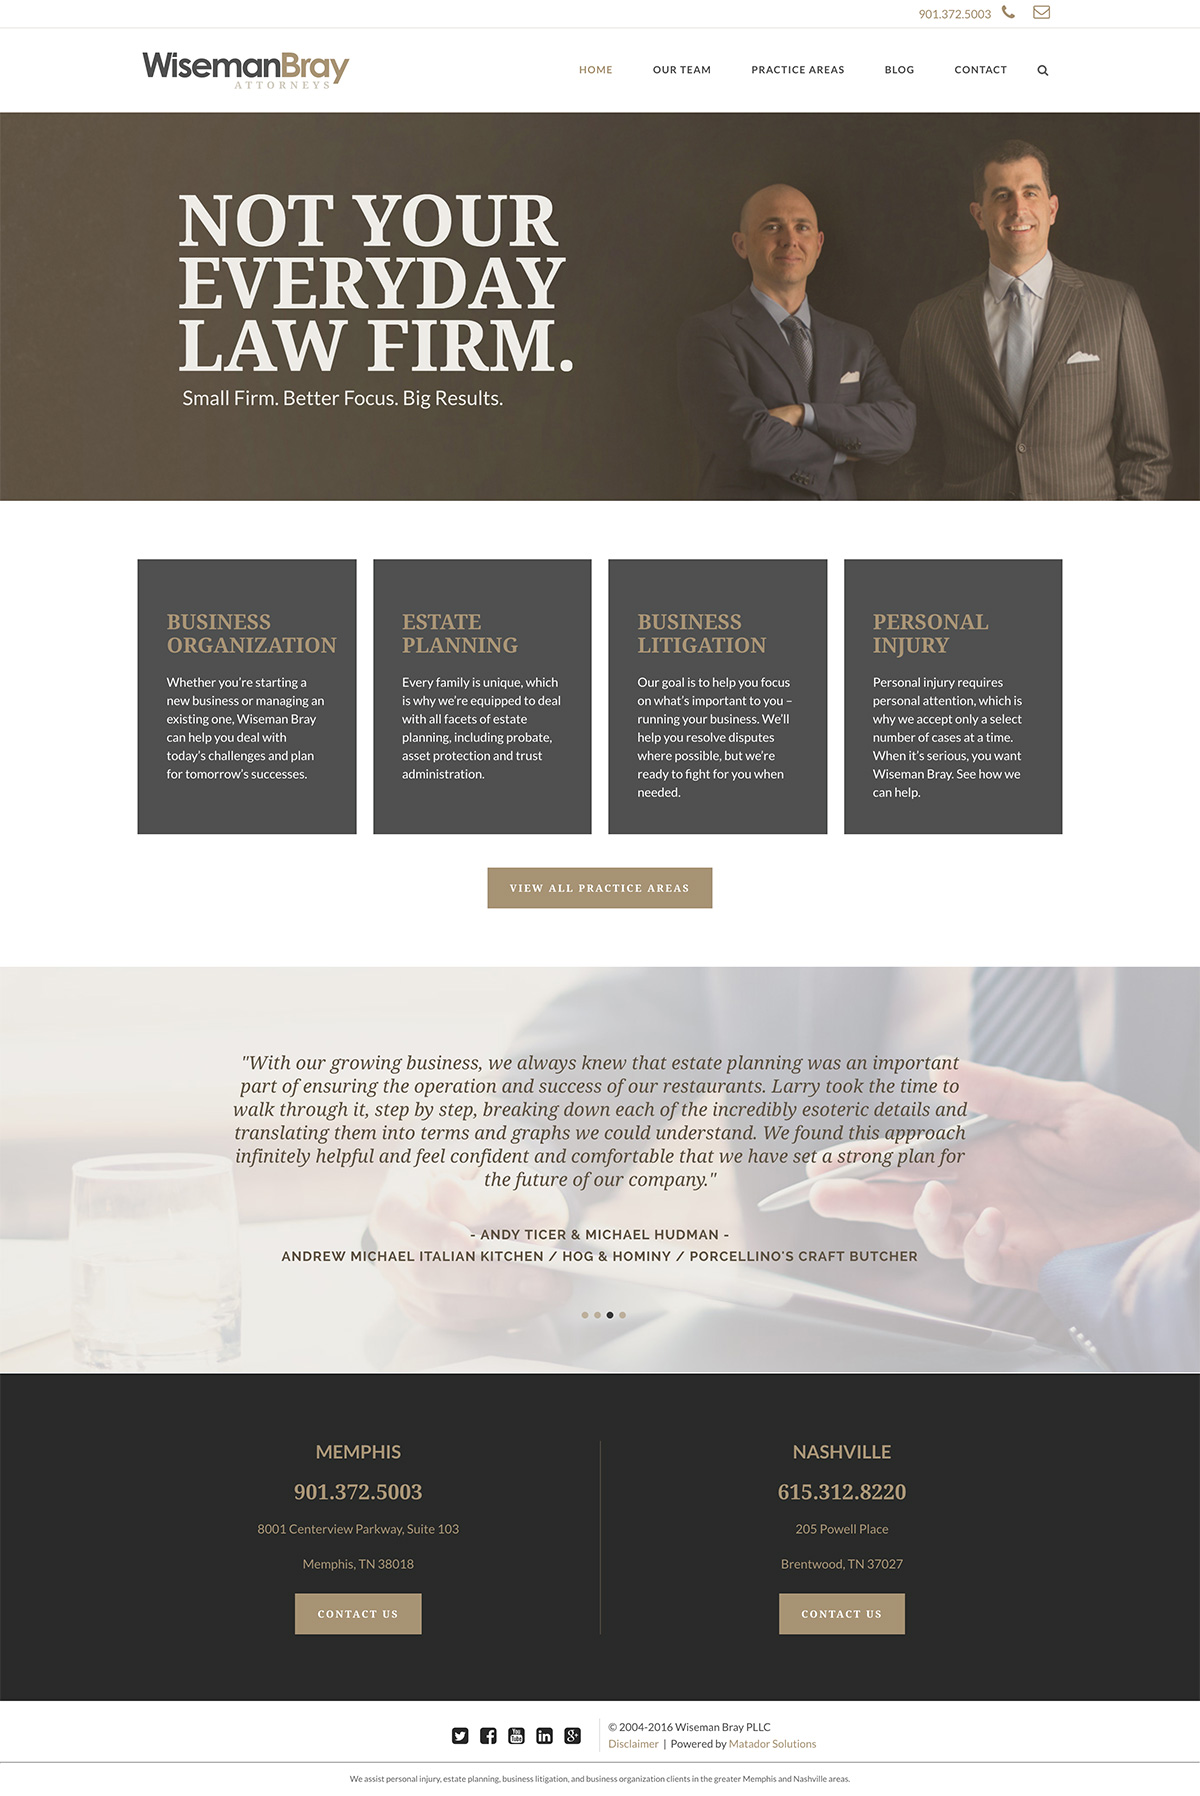 901.372.5003
WisemanBray
ATTORNEYS
HOME OUR TEAM PRACTICE AREAS BLOG CONTACT
NOT YOUR
EVERYDAY
LAW FIRM.
Small Firm. Better Focus. Big Results.
BUSINESS
ORGANIZATION
Whether you're starting a
new business or managing an
existing one, Wiseman Bray
can help you deal with
today's challenges and plan
for tomorrow's successes.
ESTATE
PLANNING
Every family is unique, which
is why we're equipped to deal
with all facets of estate
planning, including probate,
asset protection and trust
administration.
BUSINESS
LITIGATION
Our goal is to help you focus
on what's important to you –
running your business. We'll
help you resolve disputes
where possible, but we're
ready to fight for you when
needed.
PERSONAL
INJURY
Personal injury requires
personal attention, which is
why we accept only a select
number of cases at a time.
When it's serious, you want
Wiseman Bray. See how we
can help.
VIEW ALL PRACTICE AREAS
"With our growing business, we always knew that estate planning was an important
part of ensuring the operation and success of our restaurants. Larry took the time to
walk through it, step by step, breaking down each of the incredibly esoteric details and
translating them into terms and graphs we could understand. We found this approach
infinitely helpful and feel confident and comfortable that we have set a strong plan for
the future of our company."
- ANDY TICER & MICHAEL HUDMAN -
ANDREW MICHAEL ITALIAN KITCHEN / HOG & HOMINY / PORCELLINO'S CRAFT BUTCHER
MEMPHIS
901.372.5003
8001 Centerview Parkway, Suite 103
Memphis, TN 38018
CONTACT US
NASHVILLE
615.312.8220
205 Powell Place
Brentwood, TN 37027
CONTACT US
You Tube in g+
© 2004-2016 Wiseman Bray PLLC
Disclaimer | Powered by Matador Solutions
We assist personal injury, estate planning, business litigation, and business organization clients in the greater Memphis and Nashville areas.